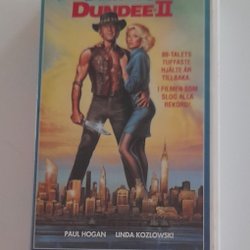 DUNDEE II
80-TALETS
TUFFASTE
HJÄLTE ÄR
TILLBAKA
I FILMEN SOM
SLOG ALLA
REKORD!
PAUL HOGAN LINDA KOZLOWSKI